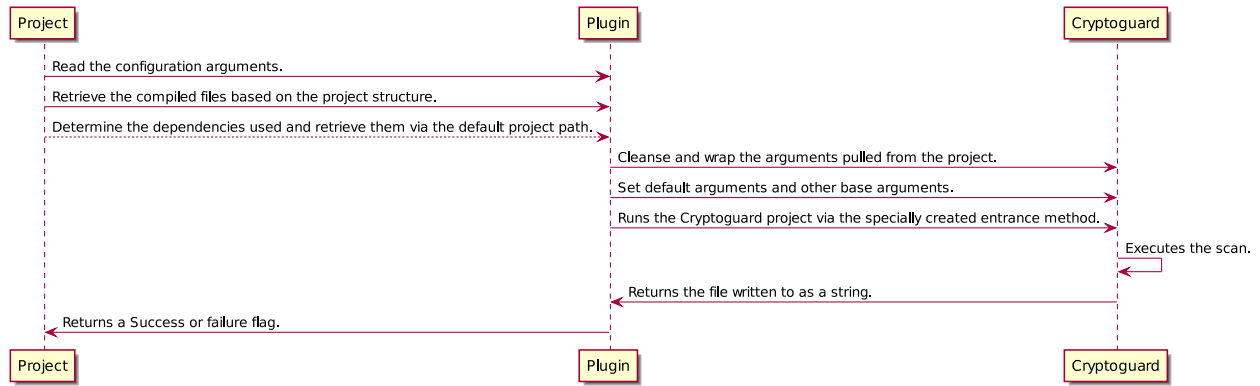 Project Plugin Cryptoguard
Read the configuration arguments.
Retrieve the compiled files based on the project structure.
Determine the dependencies used and retrieve them via the default project path.
Cleanse and wrap the arguments pulled from the project.
Set default arguments and other base arguments.
Runs the Cryptoguard project via the specially created entrance method.
Executes the scan.
Returns the file written to as a string.
Returns a Success or failure flag.
Project Plugin Cryptoguard